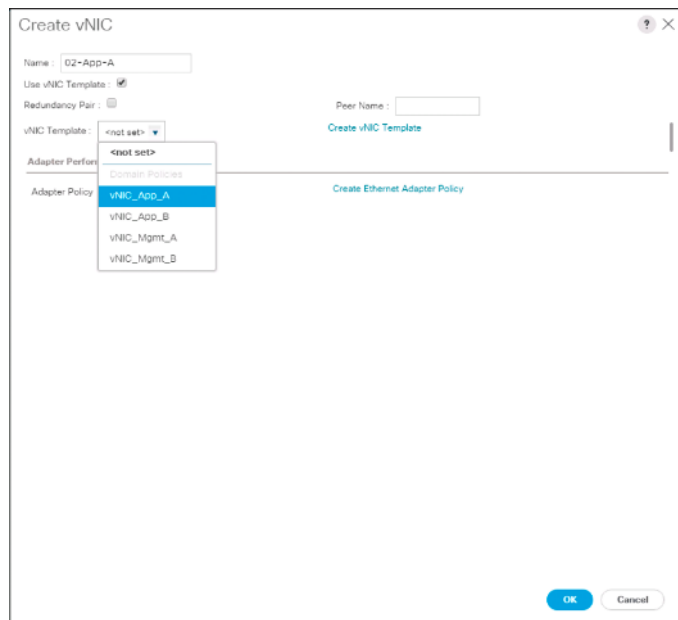 Create vNIC ? ×
Name : 02-App-A
Use vNIC Template :
Redundancy Pair : Peer Name :
vNIC Template : <not set> Create vNIC Template
<not set>
Adapter Perfor
Domain Policies
Adapter Policy vNIC_App_A Create Ethernet Adapter Policy
vNIC_App_B
vNIC_Mgmt_A
vNIC_Mgmt_B
OK Cancel